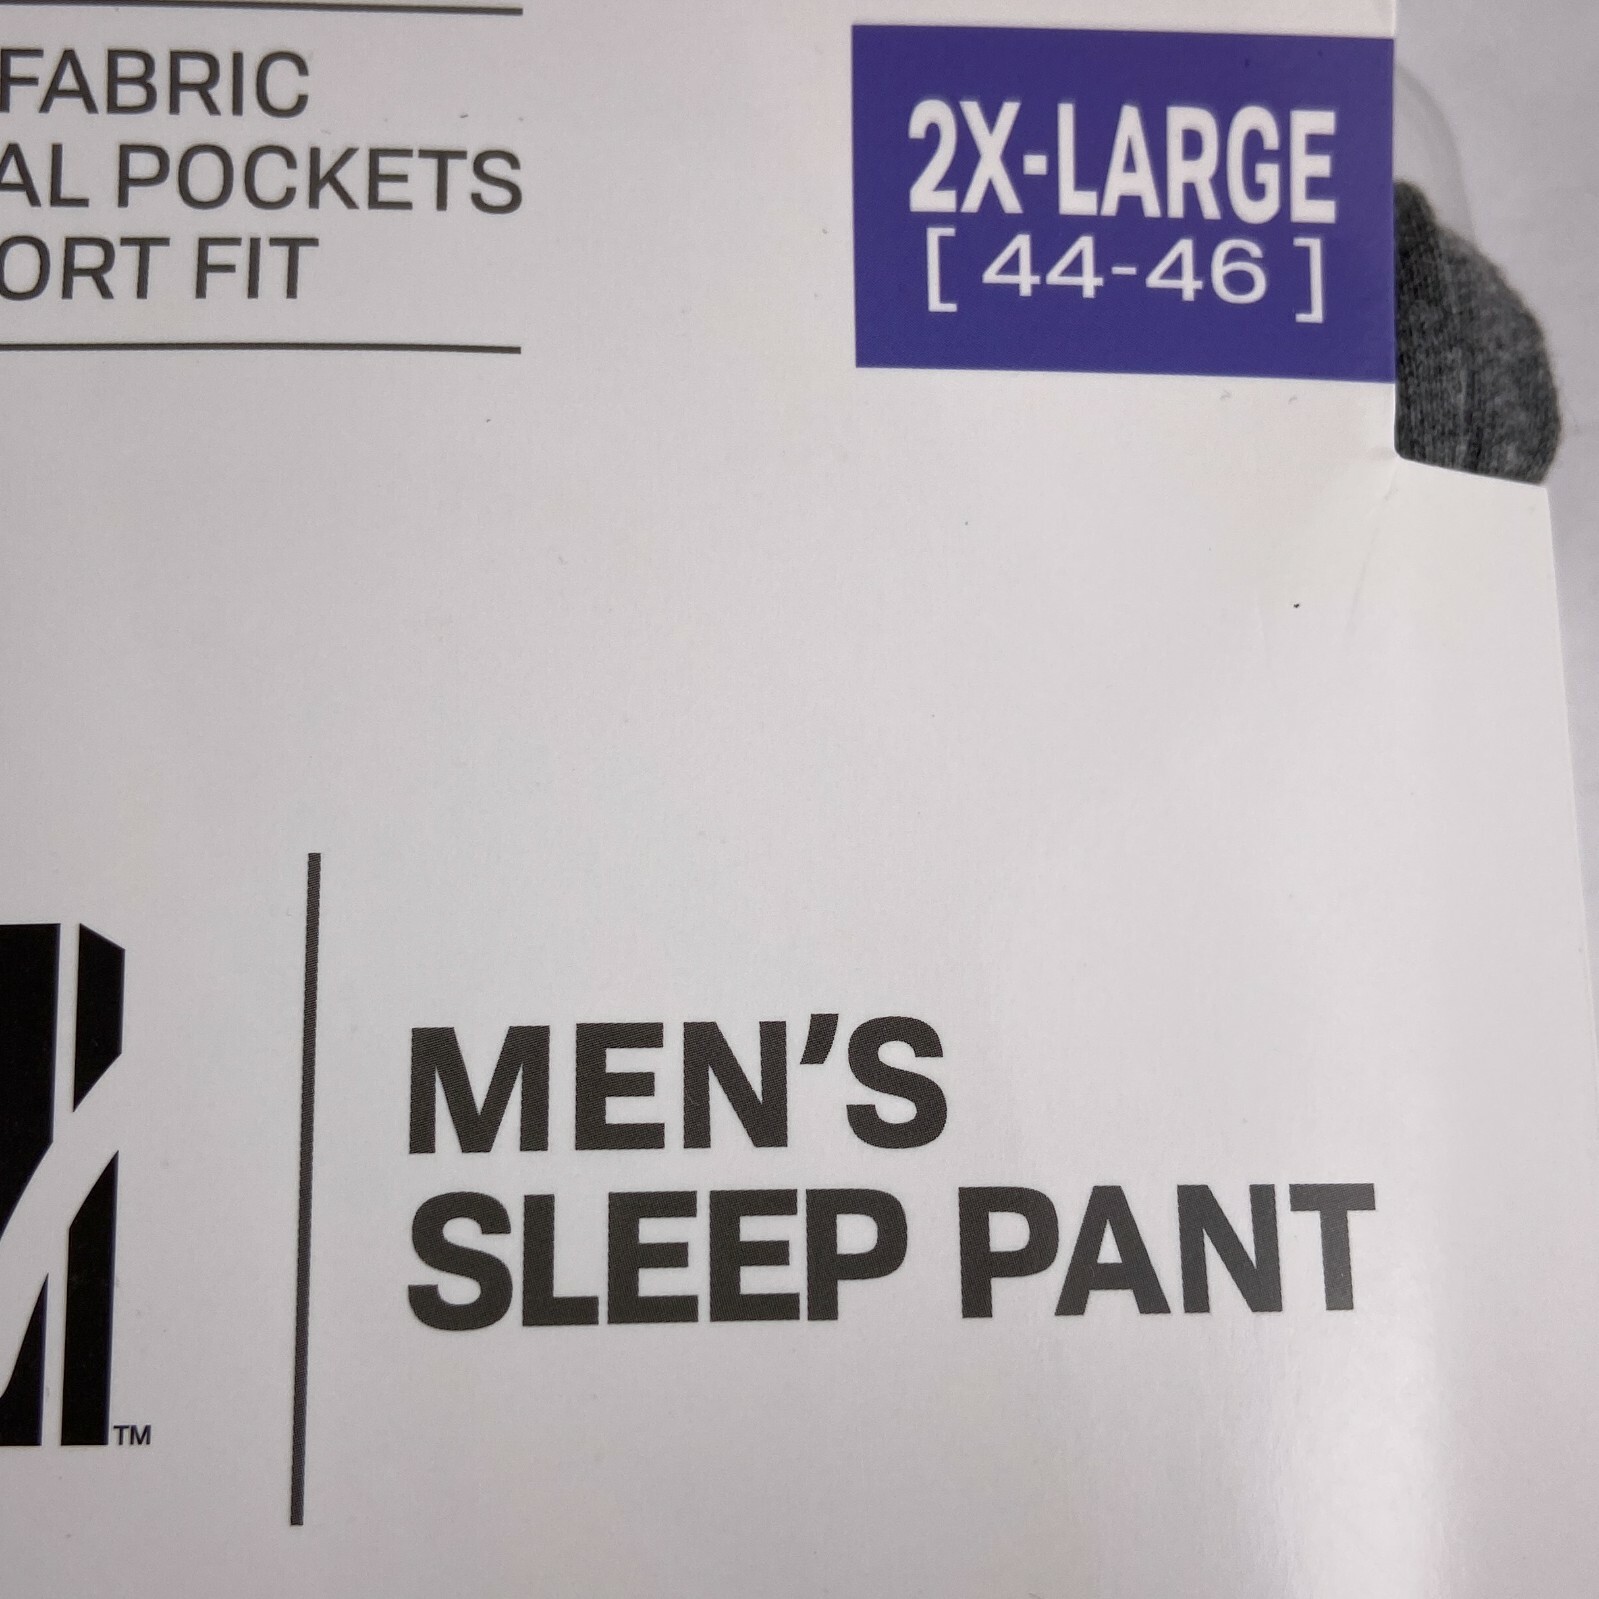 FABRIC
AL POCKETS
ORT FIT
2X-LARGE
[ 44-46 ]
MEN'S
SLEEP PANT
TM